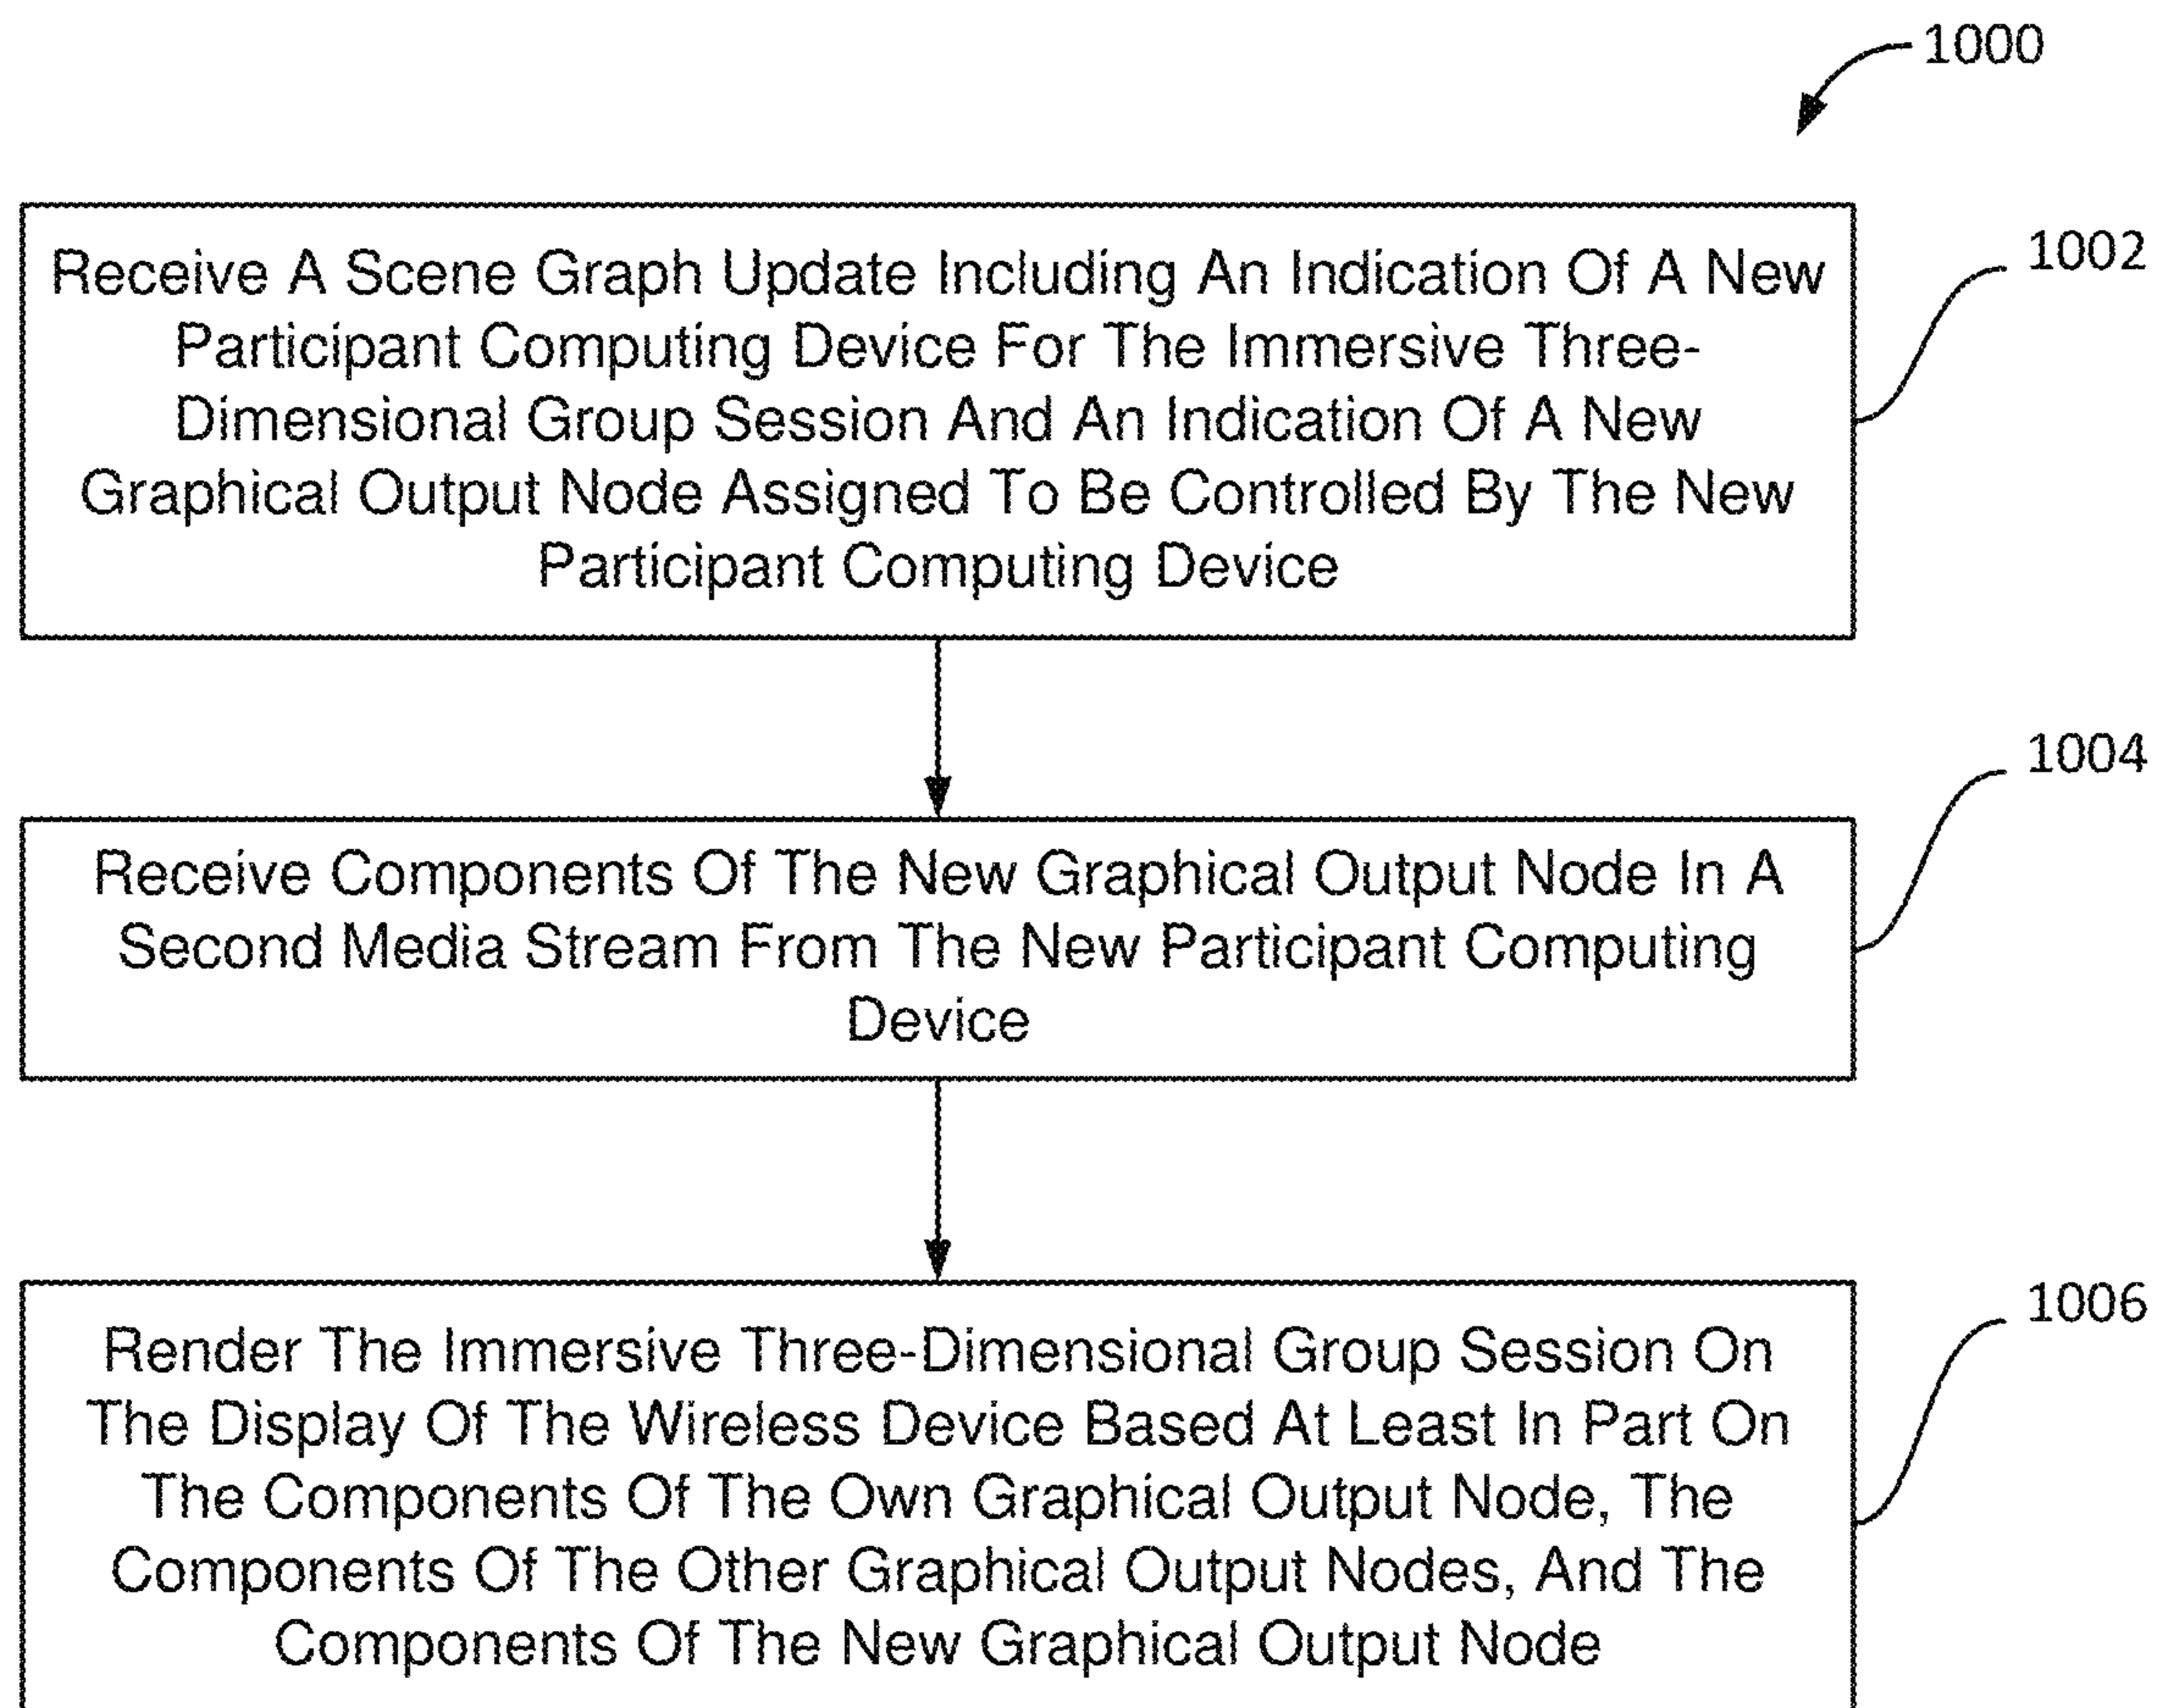 1000
Receive A Scene Graph Update Including An Indication Of A New
Participant Computing Device For The Immersive Three-
Dimensional Group Session And An Indication Of A New
Graphical Output Node Assigned To Be Controlled By The New
Participant Computing Device
1002
Receive Components Of The New Graphical Output Node In A
Second Media Stream From The New Participant Computing
Device
1004
Render The Immersive Three-Dimensional Group Session On
The Display Of The Wireless Device Based At Least In Part On
The Components Of The Own Graphical Output Node, The
Components Of The Other Graphical Output Nodes, And The
Components Of The New Graphical Output Node
1006